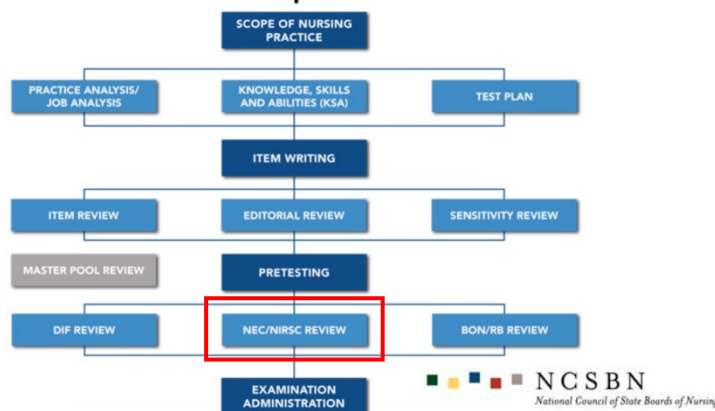 SCOPE OF NURSING
PRACTICE
PRACTICE ANALYSIS/
JOB ANALYSIS
KNOWLEDGE, SKILLS
AND ABILITIES (KSA)
TEST PLAN
ITEM WRITING
ITEM REVIEW
EDITORIAL REVIEW
SENSITIVITY REVIEW
MASTER POOL REVIEW
PRETESTING
DIF REVIEW
NEC/NIRSC REVIEW
BON/RB REVIEW
EXAMINATION
ADMINISTRATION
NCSBN
National Council of State Boards of Nursing